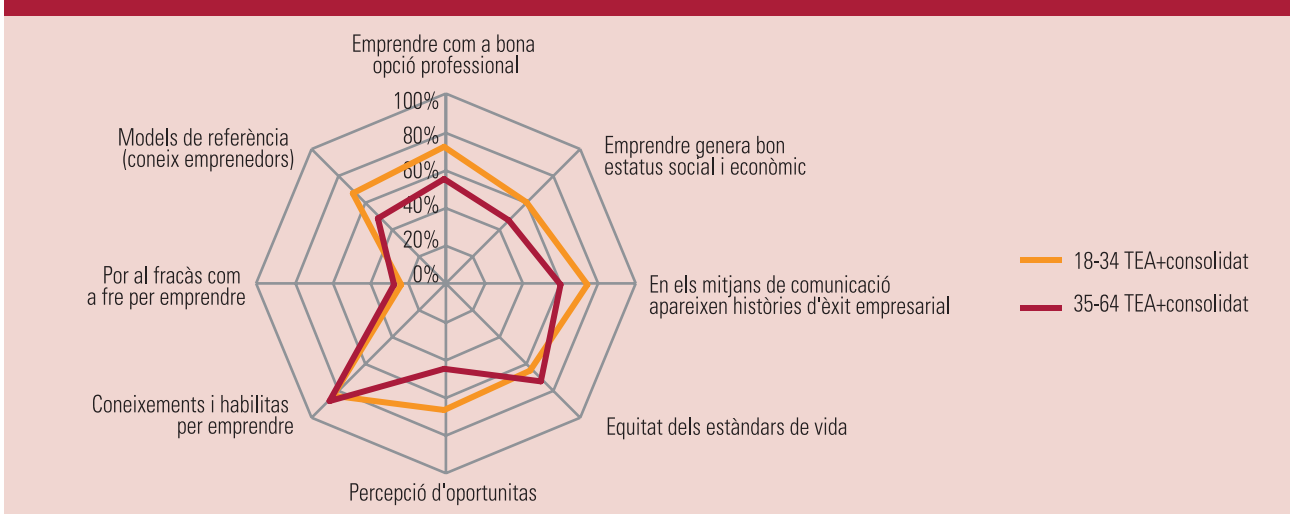 Emprendre com a bona
opció professional
100%
80%
60%
40%
20%
0%
Models de referència
(coneix emprenedors)
Emprendre genera bon
estatus social i econòmic
Por al fracàs com
a fre per emprendre
En els mitjans de comunicació
apareixen històries d'èxit empresarial
18-34 TEA+consolidat
35-64 TEA+consolidat
Coneixements i habilitas
per emprendre
Equitat dels estàndars de vida
Percepció d'oportunitas